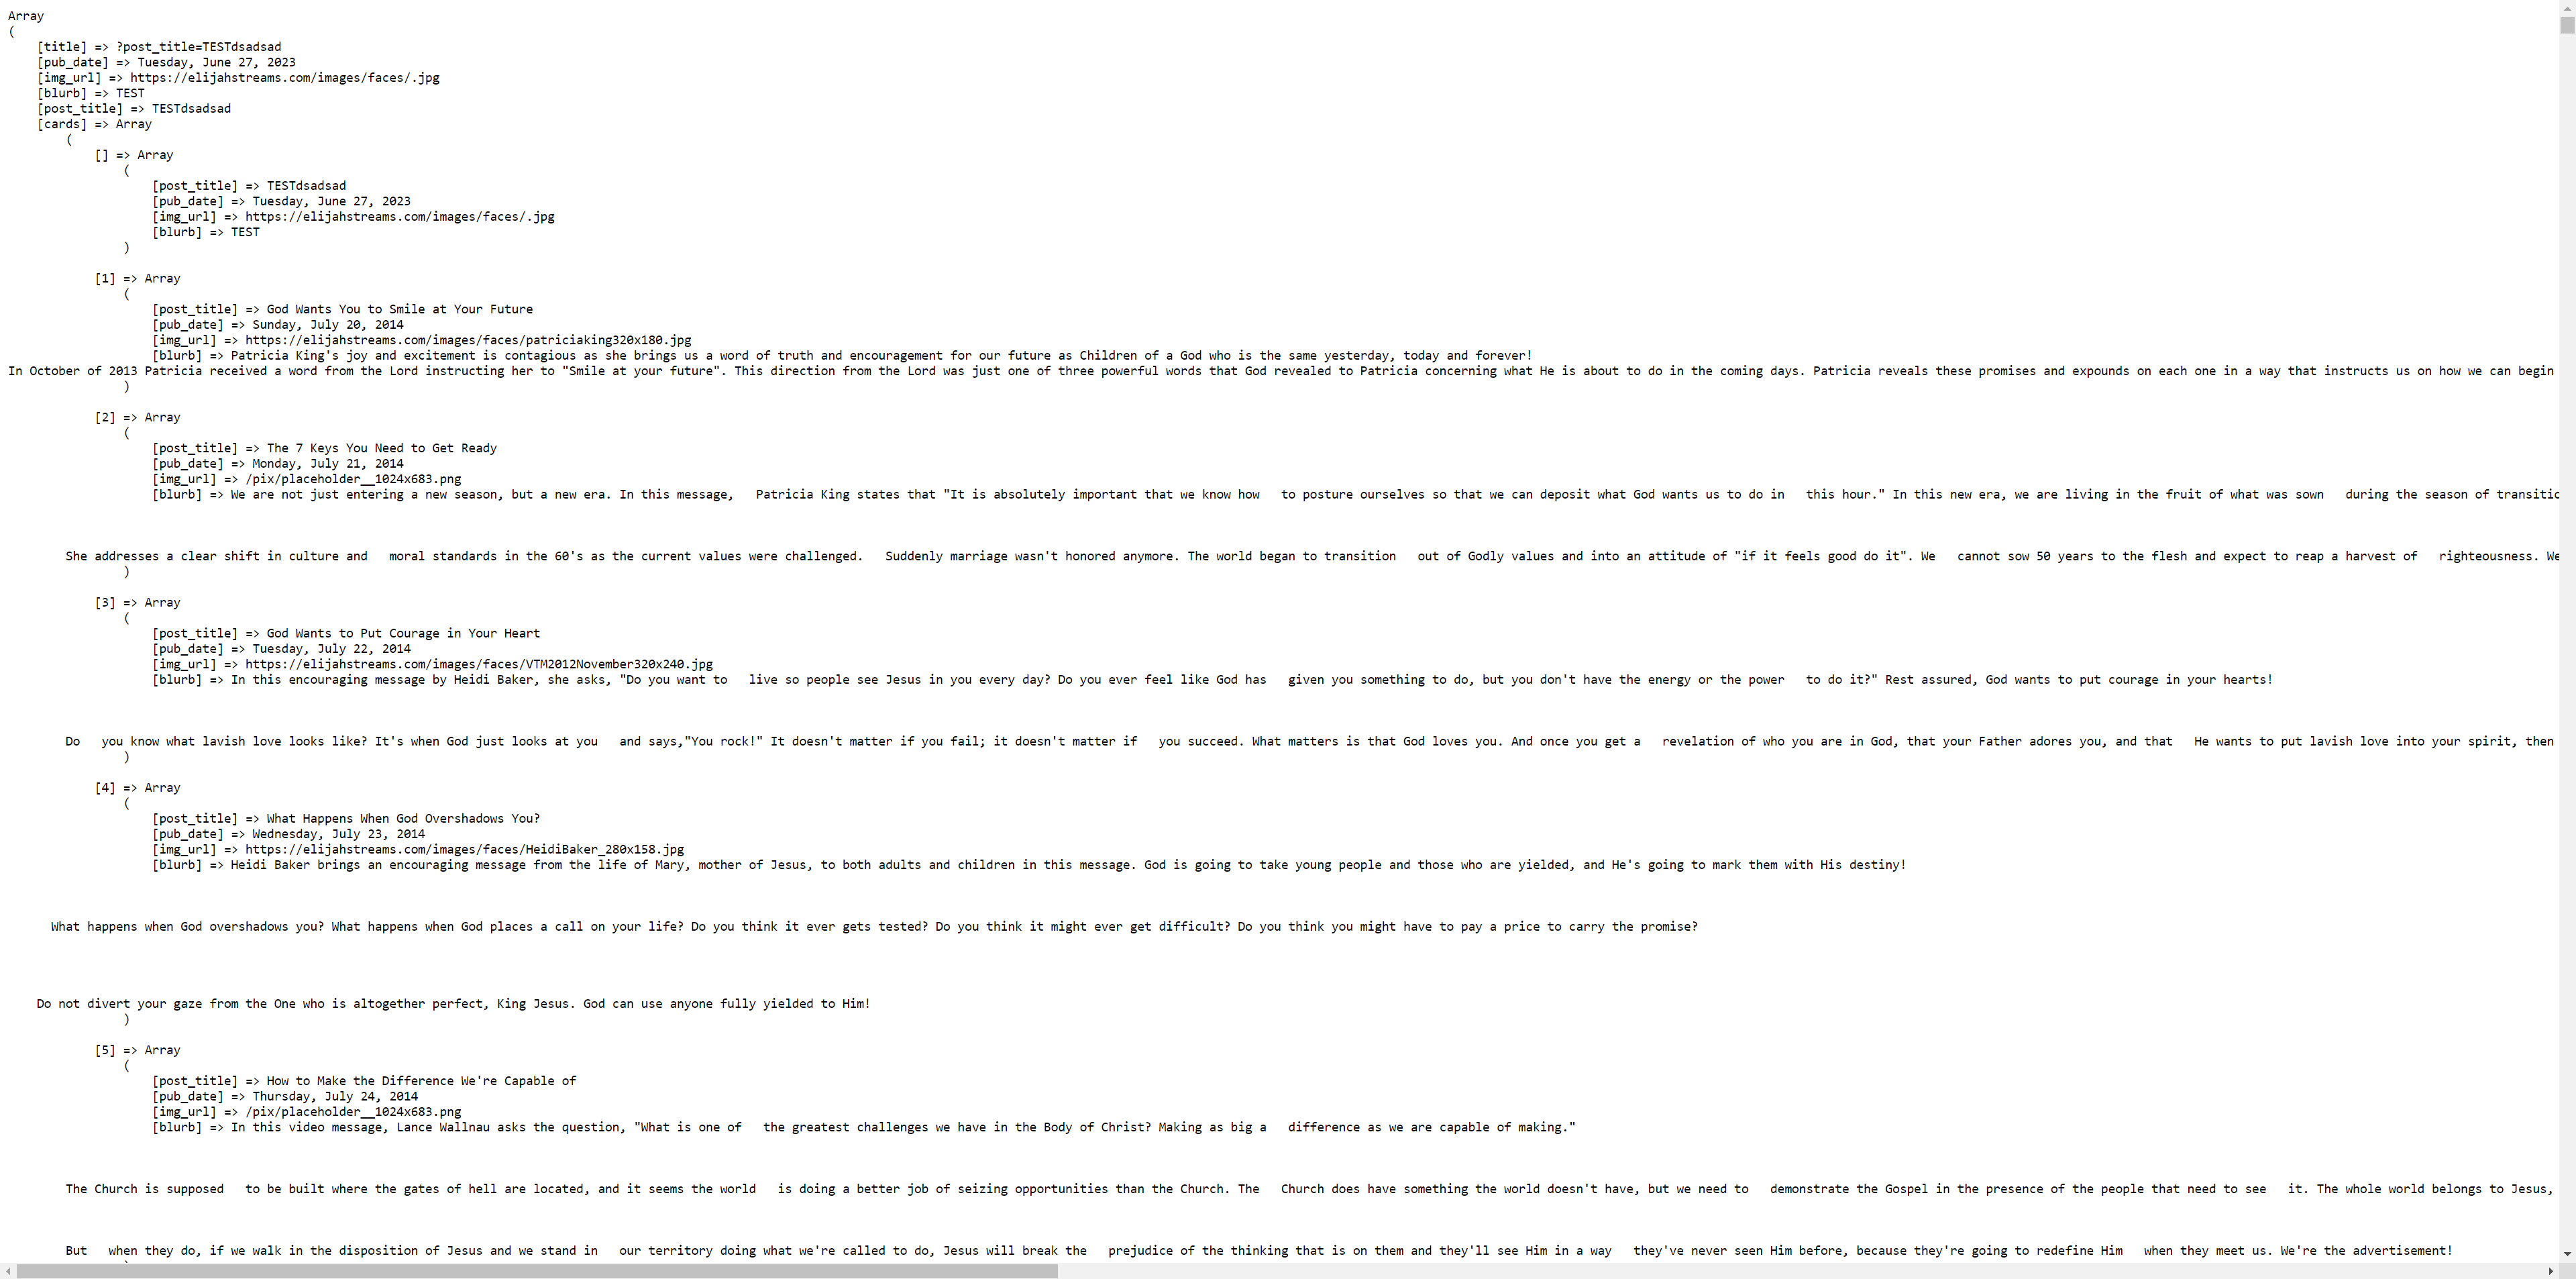 Array
(
    [title] => ?post_title=TESTdsadsad
    [pub_date] => Tuesday, June 27, 2023
    [img_url] => https://elijahstreams.com/images/faces/.jpg
    [blurb] => TEST
    [post_title] => TESTdsadsad
    [cards] => Array
        (
            [] => Array
                (
                    [post_title] => TESTdsadsad
                    [pub_date] => Tuesday, June 27, 2023
                    [img_url] => https://elijahstreams.com/images/faces/.jpg
                    [blurb] => TEST
                )
            [1] => Array
                (
                    [post_title] => God Wants You to Smile at Your Future
                    [pub_date] => Sunday, July 20, 2014
                    [img_url] => https://elijahstreams.com/images/faces/patriciaking320x180.jpg
                    [blurb] => Patricia King's joy and excitement is contagious as she brings us a word of truth and encouragement for our future as Children of a God who is the same yesterday, today and forever!
In October of 2013 Patricia received a word from the Lord instructing her to "Smile at your future". This direction from the Lord was just one of three powerful words that God revealed to Patricia concerning what He is about to do in the coming days. Patricia reveals these promises and expounds on each one in a way that instructs us on how we can begin
                )
            [2] => Array
                (
                    [post_title] => The 7 Keys You Need to Get Ready
                    [pub_date] => Monday, July 21, 2014
                    [img_url] => /pix/placeholder__1024x683.png
                    [blurb] => We are not just entering a new season, but a new era. In this message,   Patricia King states that "It is absolutely important that we know how   to posture ourselves so that we can deposit what God wants us to do in   this hour." In this new era, we are living in the fruit of what was sown   during the season of transitio
        She addresses a clear shift in culture and   moral standards in the 60's as the current values were challenged.   Suddenly marriage wasn't honored anymore. The world began to transition   out of Godly values and into an attitude of "if it feels good do it". We   cannot sow 50 years to the flesh and expect to reap a harvest of   righteousness. We
                )
            [3] => Array
                (
                    [post_title] => God Wants to Put Courage in Your Heart
                    [pub_date] => Tuesday, July 22, 2014
                    [img_url] => https://elijahstreams.com/images/faces/VTM2012November320x240.jpg
                    [blurb] => In this encouraging message by Heidi Baker, she asks, "Do you want to   live so people see Jesus in you every day? Do you ever feel like God has   given you something to do, but you don't have the energy or the power   to do it?" Rest assured, God wants to put courage in your hearts!
        Do   you know what lavish love looks like? It's when God just looks at you   and says,"You rock!" It doesn't matter if you fail; it doesn't matter if   you succeed. What matters is that God loves you. And once you get a   revelation of who you are in God, that your Father adores you, and that   He wants to put lavish love into your spirit, then
                )
            [4] => Array
                (
                    [post_title] => What Happens When God Overshadows You?
                    [pub_date] => Wednesday, July 23, 2014
                    [img_url] => https://elijahstreams.com/images/faces/HeidiBaker_280x158.jpg
                    [blurb] => Heidi Baker brings an encouraging message from the life of Mary, mother of Jesus, to both adults and children in this message. God is going to take young people and those who are yielded, and He's going to mark them with His destiny!
      What happens when God overshadows you? What happens when God places a call on your life? Do you think it ever gets tested? Do you think it might ever get difficult? Do you think you might have to pay a price to carry the promise?
    Do not divert your gaze from the One who is altogether perfect, King Jesus. God can use anyone fully yielded to Him!
                )
            [5] => Array
                (
                    [post_title] => How to Make the Difference We're Capable of
                    [pub_date] => Thursday, July 24, 2014
                    [img_url] => /pix/placeholder__1024x683.png
                    [blurb] => In this video message, Lance Wallnau asks the question, "What is one of   the greatest challenges we have in the Body of Christ? Making as big a   difference as we are capable of making."
        The Church is supposed   to be built where the gates of hell are located, and it seems the world   is doing a better job of seizing opportunities than the Church. The   Church does have something the world doesn't have, but we need to   demonstrate the Gospel in the presence of the people that need to see   it. The whole world belongs to Jesus,
        But   when they do, if we walk in the disposition of Jesus and we stand in   our territory doing what we're called to do, Jesus will break the   prejudice of the thinking that is on them and they'll see Him in a way   they've never seen Him before, because they're going to redefine Him   when they meet us. We're the advertisement!